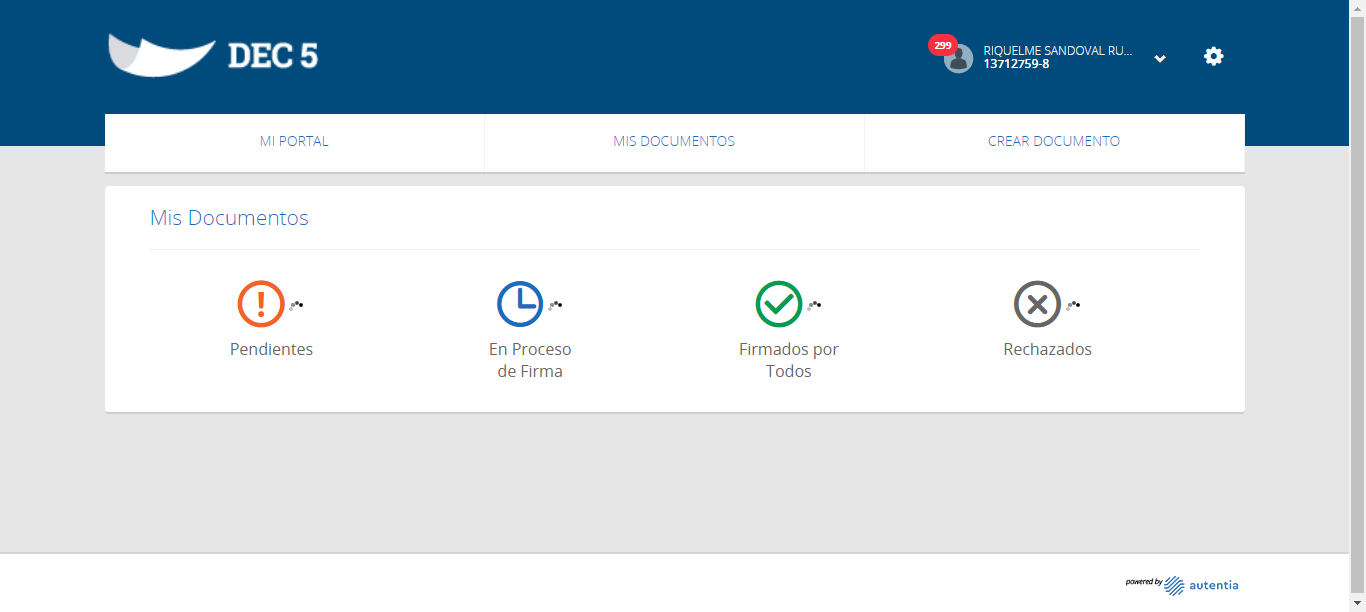 DEC 5
299
RIQUELME SANDOVAL RU...
13712759-8
MI PORTAL
MIS DOCUMENTOS
CREAR DOCUMENTO
Mis Documentos
Pendientes
En Proceso
de Firma
Firmados por
Todos
Rechazados
powered by
autentia